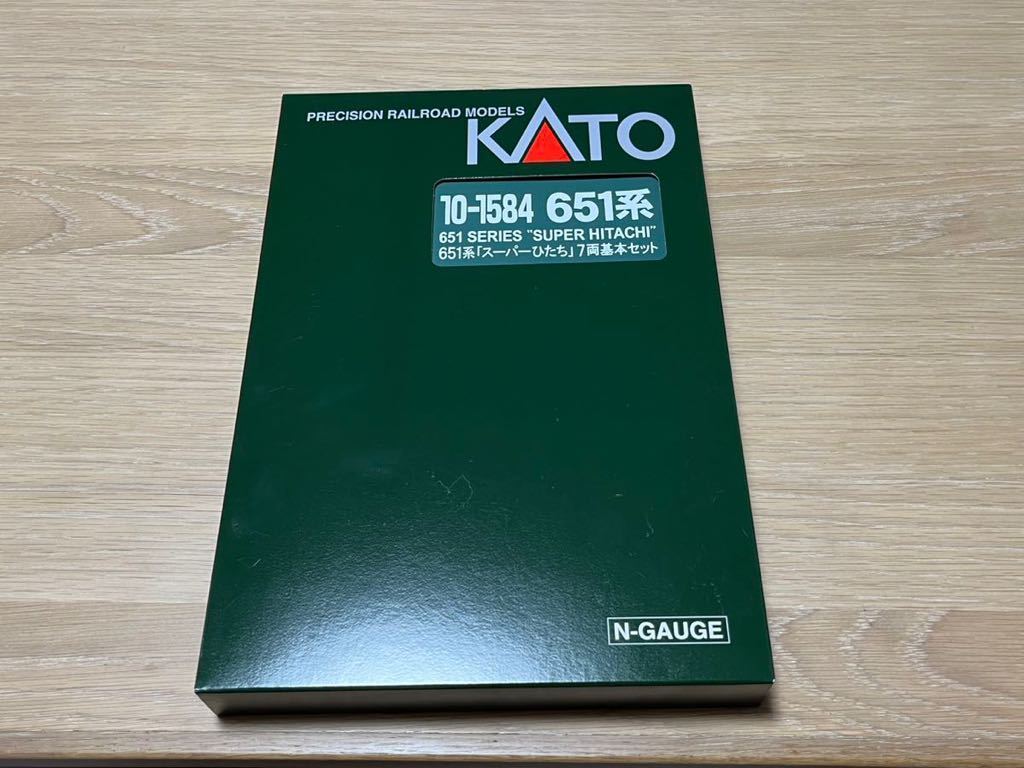 PRECISION RAILROAD MODELS
KATO
10-1584 651系
651 SERIES "SUPER HITACHI"
651系「スーパーひたち」7両基本セット
N-GAUGE